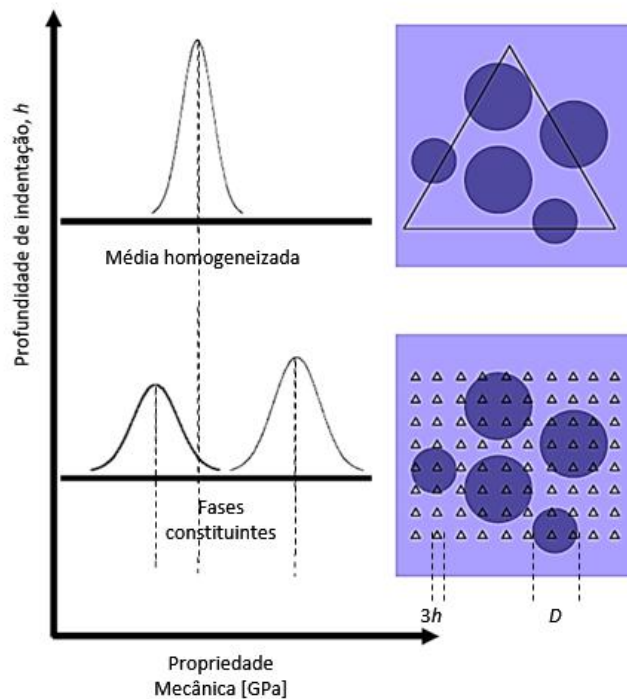 Profundidade de indentação, h
Média homogeneizada
Fases
constituintes
3h
D
Propriedade
Mecânica [GPa]